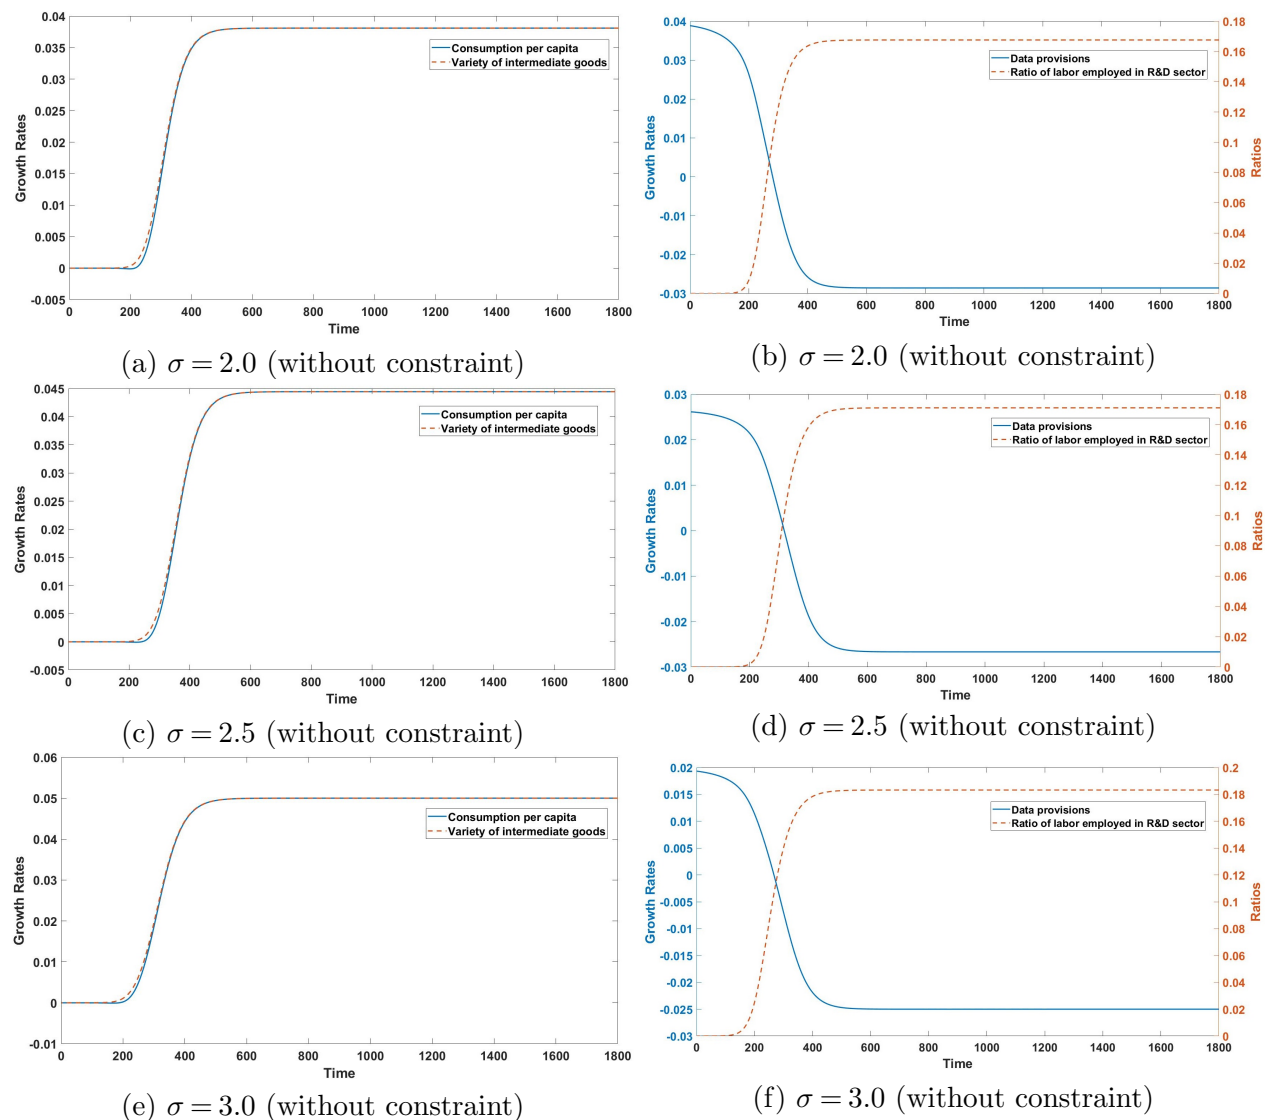 0.04
0.035
0.03
0.025
0.02
0.015
0.01
0.005
0
-0.005
Growth Rates
Consumption per capita
Variety of intermediate goods
0 200 400 600 800 1000 1200 1400 1600 1800
Time
(a) σ = 2.0 (without constraint)
0.04
0.03
0.02
0.01
0
-0.01
-0.02
-0.03
Growth Rates
Data provisions
Ratio of labor employed in R&D sector
0.18
0.16
0.14
0.12
0.1
0.08
0.06
0.04
0.02
0
Ratios
0 200 400 600 800 1000 1200 1400 1600 1800
Time
(b) σ = 2.0 (without constraint)
0.045
0.04
0.035
0.03
0.025
0.02
0.015
0.01
0.005
0
-0.005
Growth Rates
Consumption per capita
Variety of intermediate goods
0 200 400 600 800 1000 1200 1400 1600 1800
Time
(c) σ = 2.5 (without constraint)
0.03
0.02
0.01
0
-0.01
-0.02
-0.03
Growth Rates
Data provisions
Ratio of labor employed in R&D sector
0.18
0.16
0.14
0.12
0.1
0.08
0.06
0.04
0.02
0
Ratios
0 200 400 600 800 1000 1200 1400 1600 1800
Time
(d) σ = 2.5 (without constraint)
0.06
0.05
0.04
0.03
0.02
0.01
0
-0.01
Growth Rates
Consumption per capita
Variety of intermediate goods
0 200 400 600 800 1000 1200 1400 1600 1800
Time
(e) σ = 3.0 (without constraint)
0.02
0.015
0.01
0.005
0
-0.005
-0.01
-0.015
-0.02
-0.025
-0.03
Growth Rates
Data provisions
Ratio of labor employed in R&D sector
0.2
0.18
0.16
0.14
0.12
0.1
0.08
0.06
0.04
0.02
0
Ratios
0 200 400 600 800 1000 1200 1400 1600 1800
Time
(f) σ = 3.0 (without constraint)